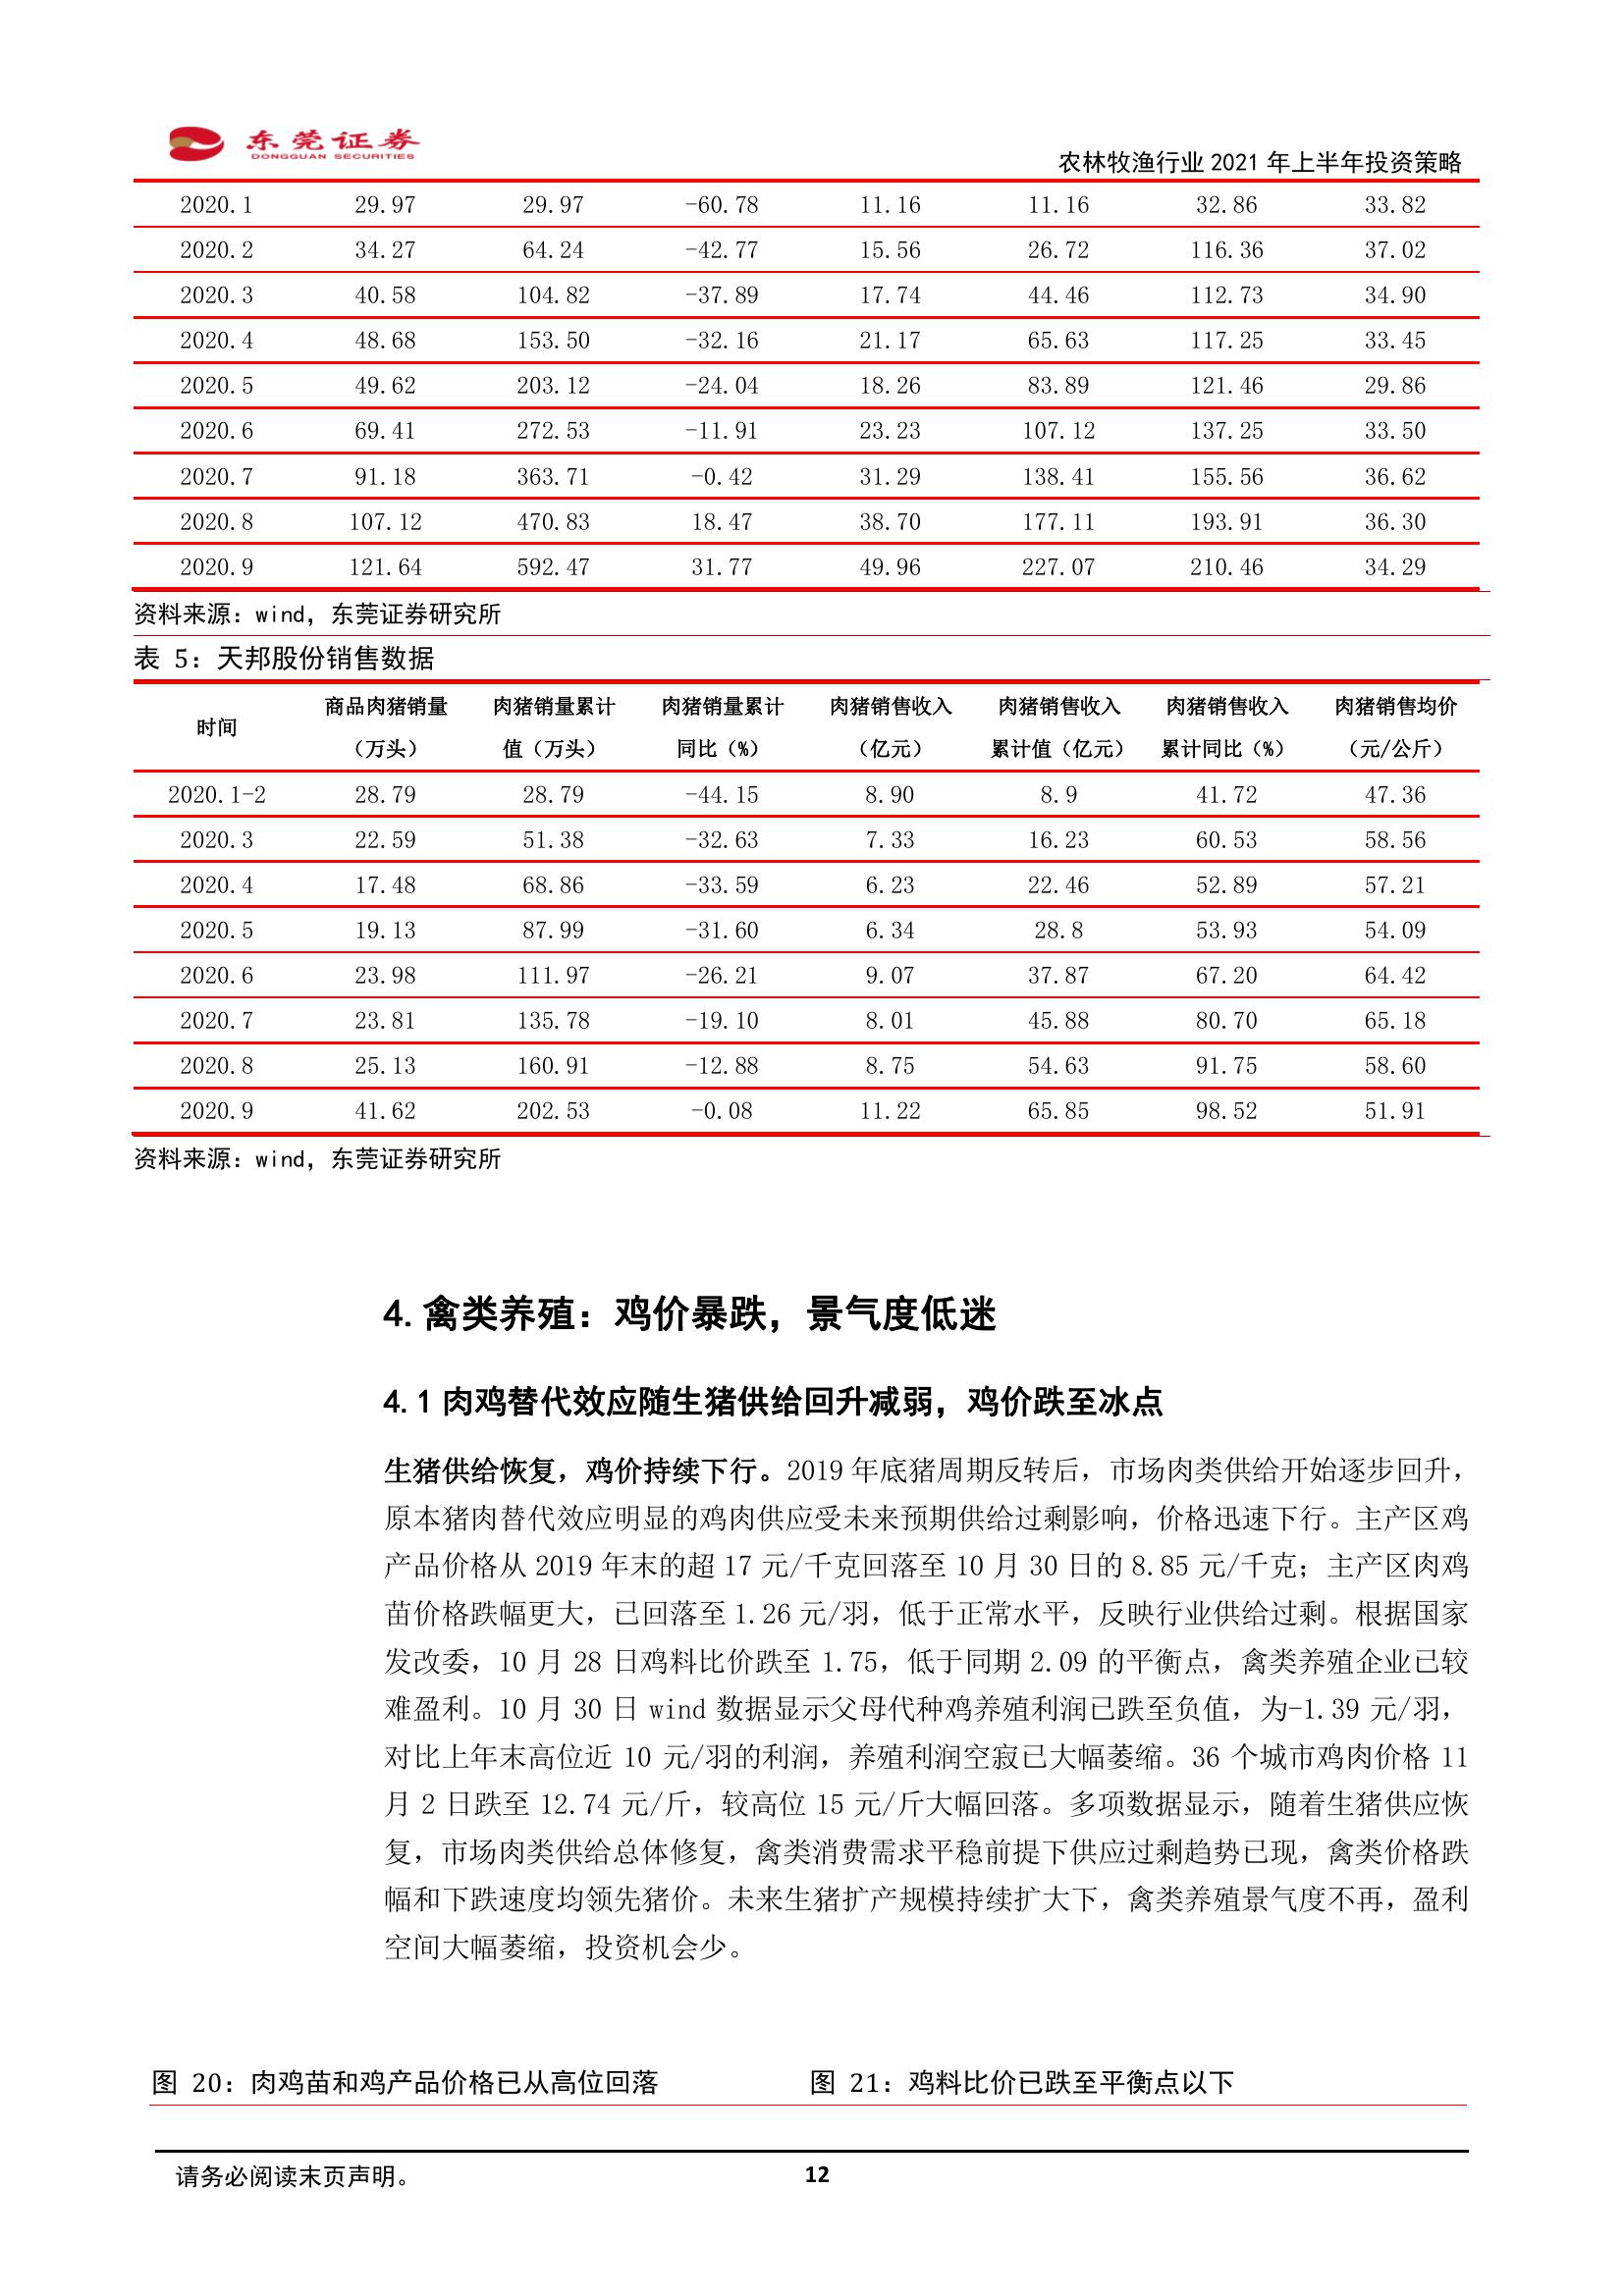 东莞证券
DONGGUAN SECURITIES
农林牧渔行业 2021 年上半年投资策略
2020.1 29.97 29.97 -60.78 11.16 11.16 32.86 33.82
2020.2 34.27 64.24 -42.77 15.56 26.72 116.36 37.02
2020.3 40.58 104.82 -37.89 17.74 44.46 112.73 34.90
2020.4 48.68 153.50 -32.16 21.17 65.63 117.25 33.45
2020.5 49.62 203.12 -24.04 18.26 83.89 121.46 29.86
2020.6 69.41 272.53 -11.91 23.23 107.12 137.25 33.50
2020.7 91.18 363.71 -0.42 31.29 138.41 155.56 36.62
2020.8 107.12 470.83 18.47 38.70 177.11 193.91 36.30
2020.9 121.64 592.47 31.77 49.96 227.07 210.46 34.29
资料来源：wind，东莞证券研究所
表 5：天邦股份销售数据
商品肉猪销量 肉猪销量累计 肉猪销量累计 肉猪销售收入 肉猪销售收入 肉猪销售收入 肉猪销售均价
时间
（万头） 值（万头） 同比（%） （亿元） 累计值（亿元） 累计同比（%） （元/公斤）
2020.1-2 28.79 28.79 -44.15 8.90 8.9 41.72 47.36
2020.3 22.59 51.38 -32.63 7.33 16.23 60.53 58.56
2020.4 17.48 68.86 -33.59 6.23 22.46 52.89 57.21
2020.5 19.13 87.99 -31.60 6.34 28.8 53.93 54.09
2020.6 23.98 111.97 -26.21 9.07 37.87 67.20 64.42
2020.7 23.81 135.78 -19.10 8.01 45.88 80.70 65.18
2020.8 25.13 160.91 -12.88 8.75 54.63 91.75 58.60
2020.9 41.62 202.53 -0.08 11.22 65.85 98.52 51.91
资料来源：wind，东莞证券研究所
4.禽类养殖：鸡价暴跌，景气度低迷
4.1 肉鸡替代效应随生猪供给回升减弱，鸡价跌至冰点
生猪供给恢复，鸡价持续下行。2019 年底猪周期反转后，市场肉类供给开始逐步回升，
原本猪肉替代效应明显的鸡肉供应受未来预期供给过剩影响，价格迅速下行。主产区鸡
产品价格从 2019 年末的超 17 元/千克回落至 10 月 30 日的 8.85 元/千克；主产区肉鸡
苗价格跌幅更大，已回落至 1.26 元/羽，低于正常水平，反映行业供给过剩。根据国家
发改委，10 月 28 日鸡料比价跌至 1.75，低于同期 2.09 的平衡点，禽类养殖企业已较
难盈利。10 月 30 日 wind 数据显示父母代种鸡养殖利润已跌至负值，为-1.39 元/羽，
对比上年末高位近 10 元/羽的利润，养殖利润空寂已大幅萎缩。36 个城市鸡肉价格 11
月 2 日跌至 12.74 元/斤，较高位 15 元/斤大幅回落。多项数据显示，随着生猪供应恢
复，市场肉类供给总体修复，禽类消费需求平稳前提下供应过剩趋势已现，禽类价格跌
幅和下跌速度均领先猪价。未来生猪扩产规模持续扩大下，禽类养殖景气度不再，盈利
空间大幅萎缩，投资机会少。
图 20：肉鸡苗和鸡产品价格已从高位回落 图 21：鸡料比价已跌至平衡点以下
请务必阅读末页声明。 12